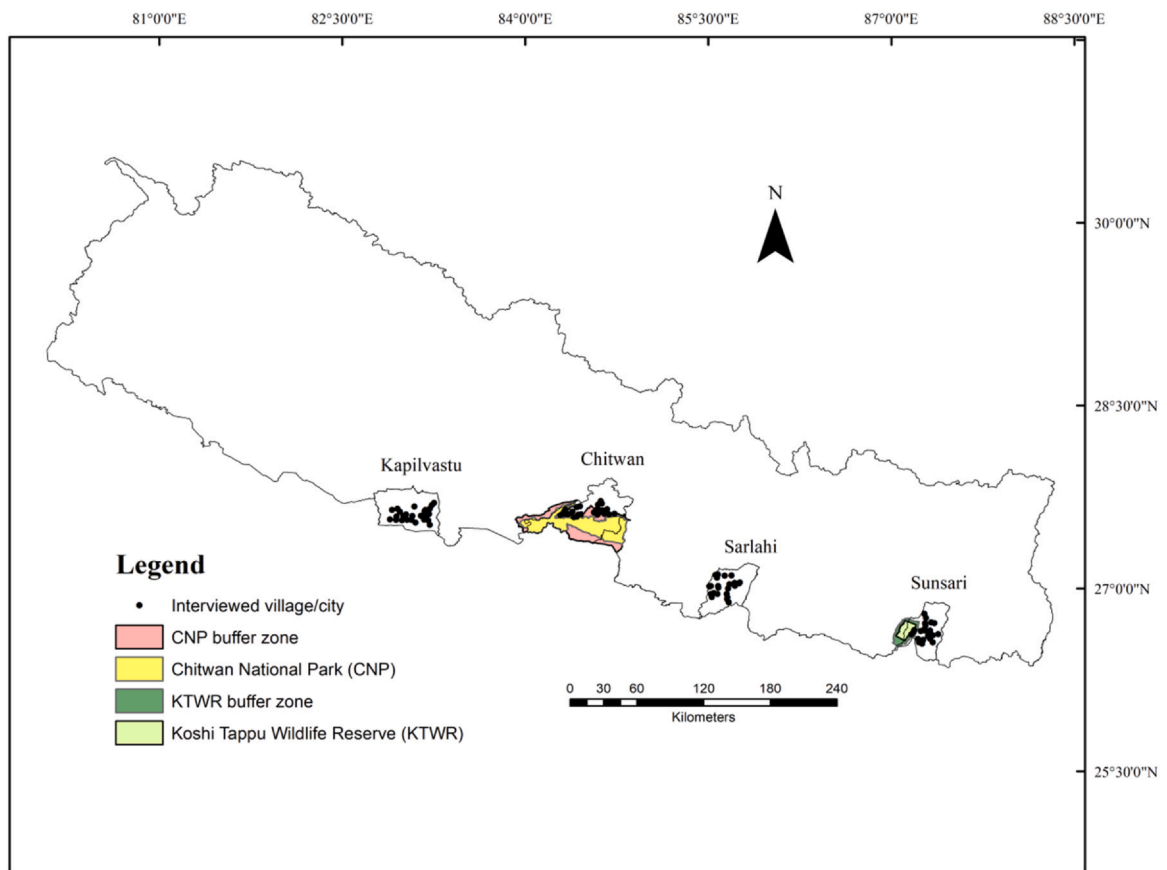 81°0'0"E
82°30'0"E
84°0'0"E
85°30'0"E
87°0'0"E
88°30'0"E
N
30°0'0"N
28°30'0"N
Kapilvastu
Chitwan
Sarlahi
Sunsari
27°0'0"N
Legend
Interviewed village/city
CNP buffer zone
Chitwan National Park (CNP)
KTWR buffer zone
Koshi Tappu Wildlife Reserve (KTWR)
0 30 60 120 180 240
Kilometers
25°30'0"N